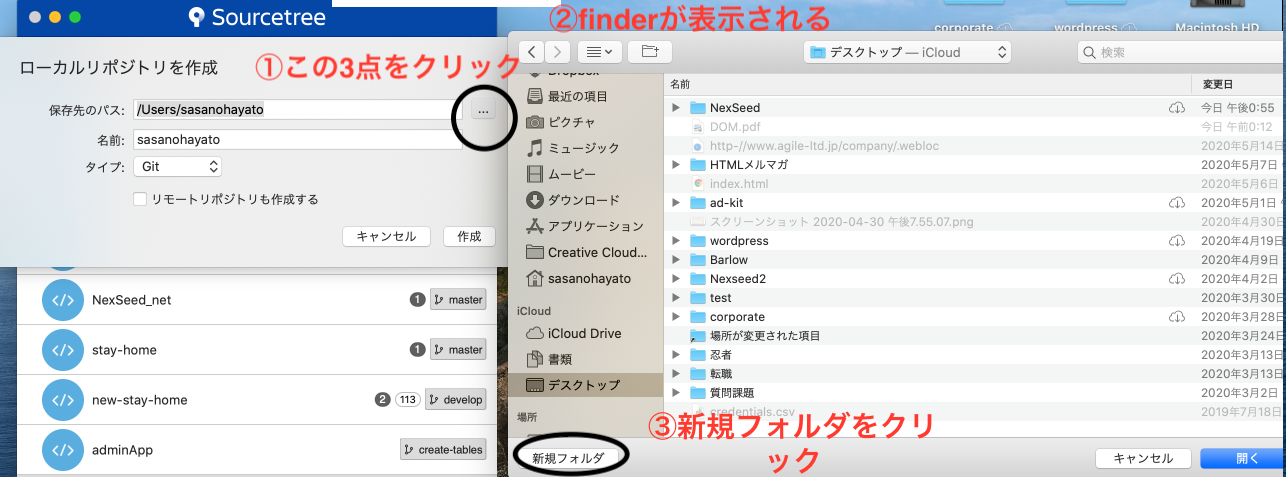 Sourcetree
②finderが表示される
corporate
wordpress
Macintosh HD
ローカルリポジトリを作成
①この3点をクリック
保存先のパス:
/Users/sasanohayato
...
名前:
sasanohayato
タイプ:
Git
リモートリポジトリも作成する
キャンセル
作成
NexSeed_net
1
master
stay-home
1
master
new-stay-home
2
113
develop
adminApp
create-tables
デスクトップ — iCloud
検索
Dropbox
最近の項目
ピクチャ
ミュージック
ムービー
ダウンロード
アプリケーション
Creative Cloud...
sasanohayato
iCloud
iCloud Drive
書類
デスクトップ
場所
名前
変更日
NexSeed
今日 午後0:55
DOM.pdf
今日 午前0:12
http-//www.agile-ltd.jp/company/.webloc
2020年5月14日
HTMLメルマガ
2020年5月7日
index.html
2020年5月6日
ad-kit
2020年5月1日
スクリーンショット 2020-04-30 午後7.55.07.png
2020年4月30日
wordpress
2020年4月19日
Barlow
2020年4月9日
Nexseed2
2020年4月2日
test
2020年3月30日
corporate
2020年3月28日
場所が変更された項目
2020年3月24日
忍者
2020年3月13日
転職
2020年3月13日
質問課題
2020年3月2日
credentials.csv
2019年7月18日
③新規フォルダをクリ
ック
新規フォルダ
キャンセル
開く